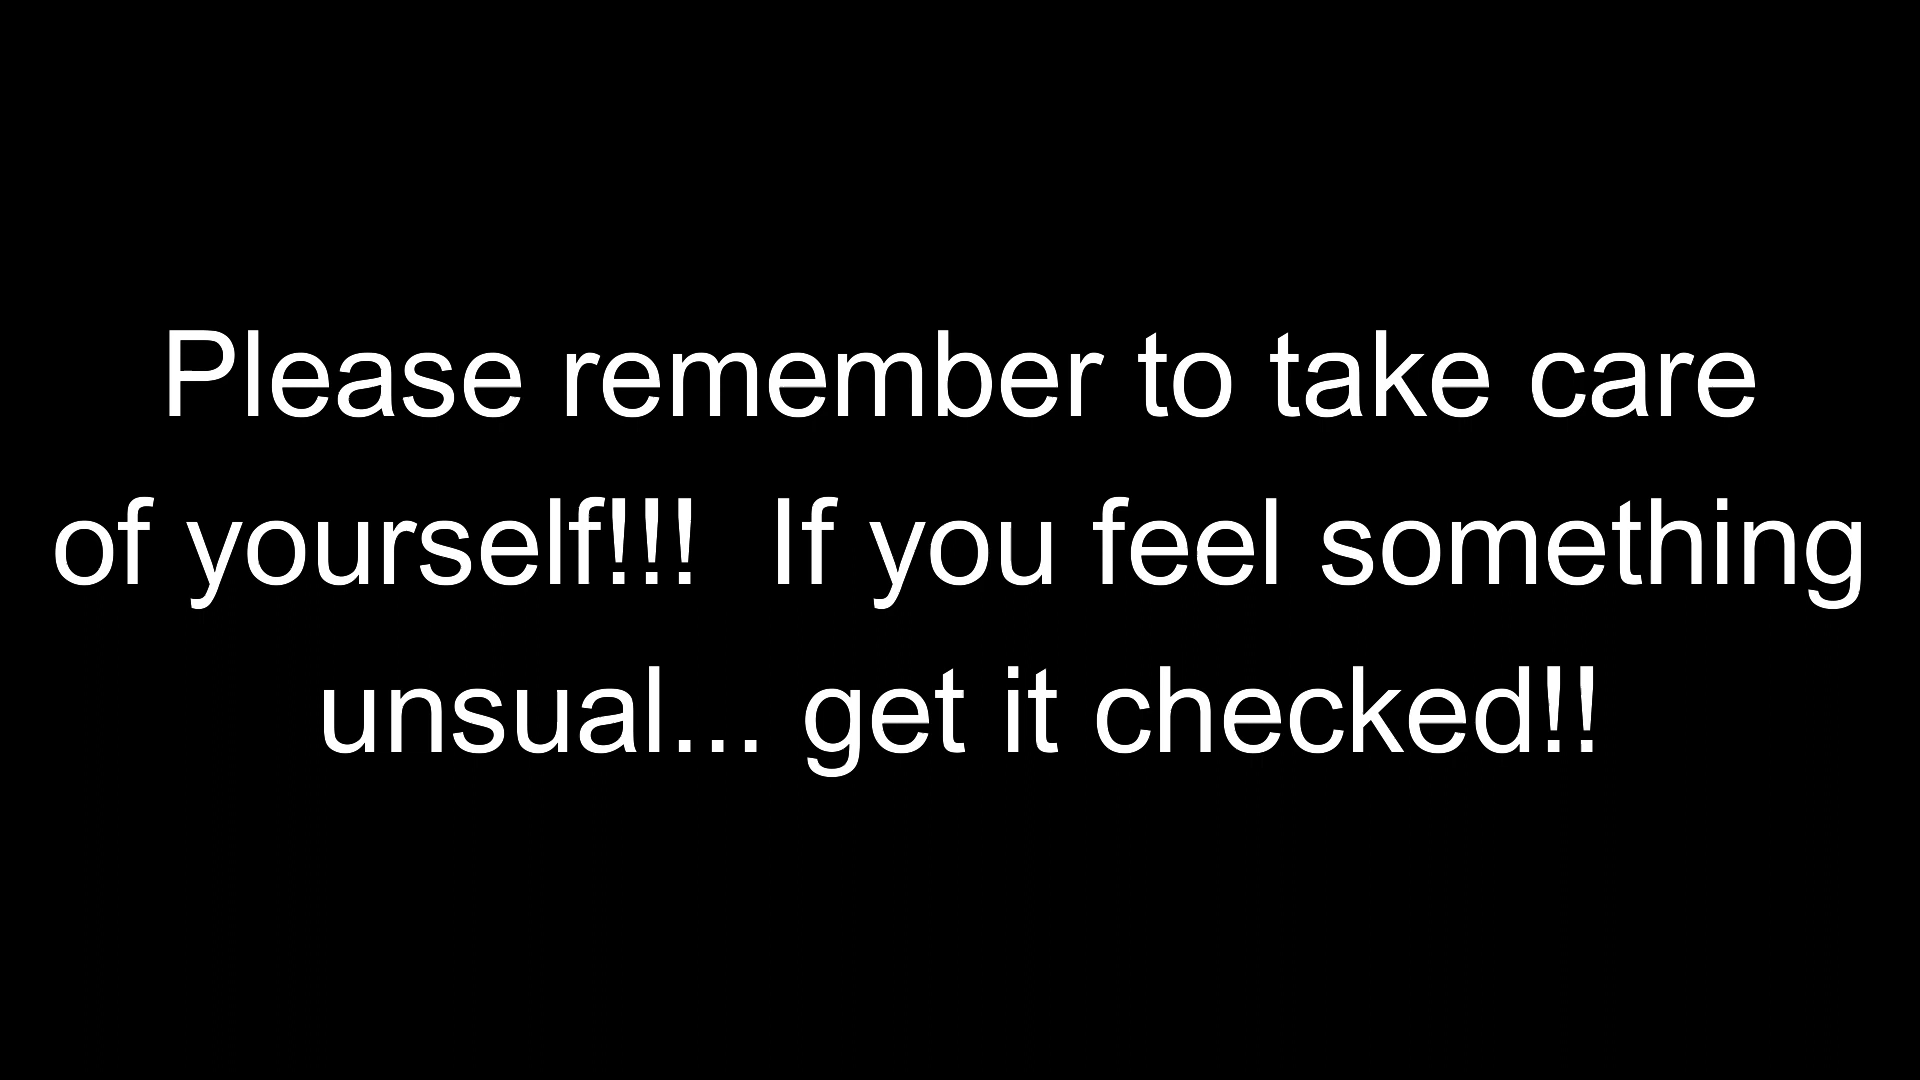 Please remember to take care
of yourself!!!  If you feel something
unsual... get it checked!!